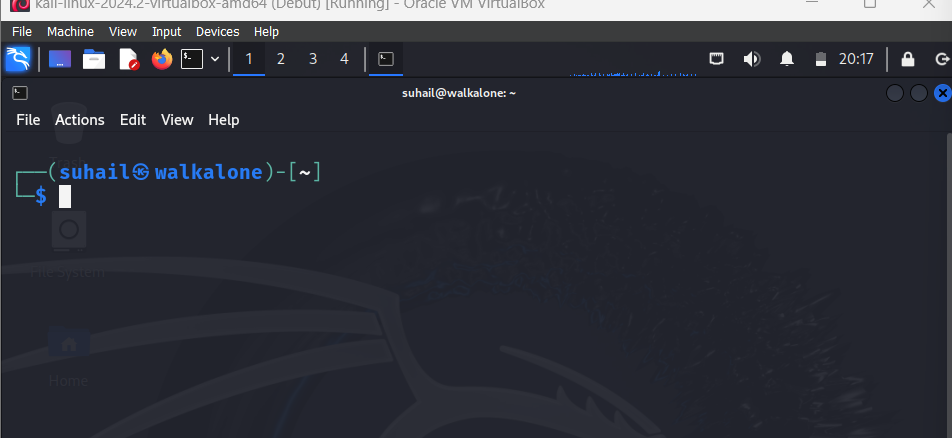 kali-linux-2024.2-virtualbox-amd64 (Debut) [Running] - Oracle VM VirtualBox
File Machine View Input Devices Help
1 2 3 4 20:17
suhail@walkalone: ~
File Actions Edit View Help
Trash
┌──(suhail㉿walkalone)-[~]
└─$
File System
Home